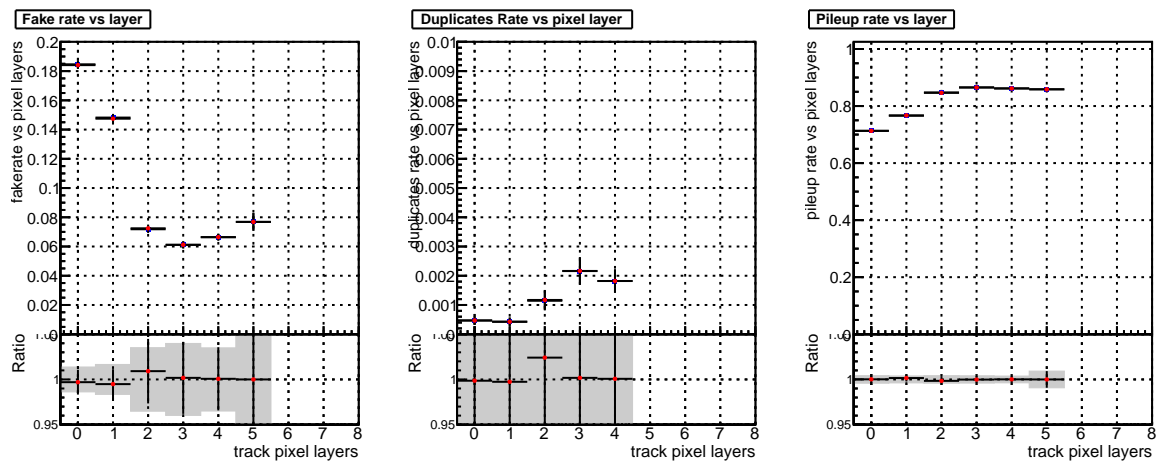 Fake rate vs layer
fakerate vs pixel layers
0.2
0.18
0.16
0.14
0.12
0.1
0.08
0.06
0.04
0.02
0
Ratio
1
0.95
0 1 2 3 4 5 6 7 8
track pixel layers
Duplicates Rate vs pixel layer
duplicates rate vs pixel layers
0.01
0.009
0.008
0.007
0.006
0.005
0.004
0.003
0.002
0.001
0
Ratio
1
0.95
0 1 2 3 4 5 6 7 8
track pixel layers
Pileup rate vs layer
pileup rate vs pixel layers
1
0.8
0.6
0.4
0.2
0
Ratio
1
0.95
0 1 2 3 4 5 6 7 8
track pixel layers